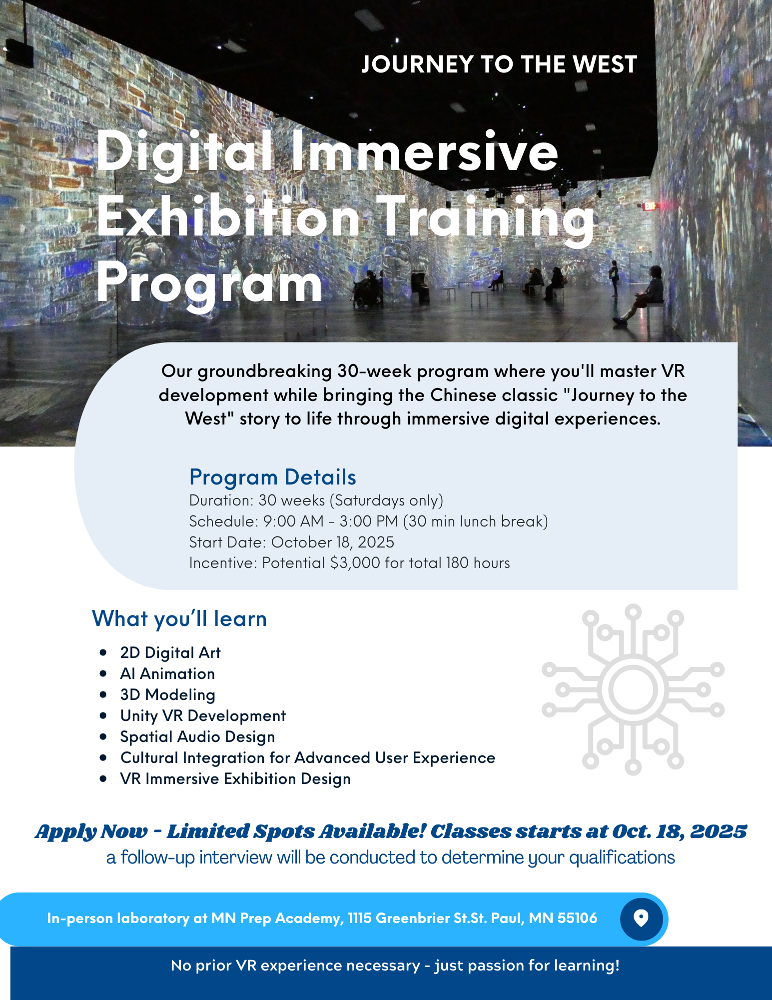 JOURNEY TO THE WEST
Digital Immersive
Exhibition Training
Program
Our groundbreaking 30-week program where you'll master VR
development while bringing the Chinese classic "Journey to the
West" story to life through immersive digital experiences.
Program Details
Duration: 30 weeks (Saturdays only)
Schedule: 9:00 AM - 3:00 PM (30 min lunch break)
Start Date: October 18, 2025
Incentive: Potential $3,000 for total 180 hours
What you’ll learn
• 2D Digital Art
• AI Animation
• 3D Modeling
• Unity VR Development
• Spatial Audio Design
• Cultural Integration for Advanced User Experience
• VR Immersive Exhibition Design
Apply Now - Limited Spots Available! Classes starts at Oct. 18, 2025
a follow-up interview will be conducted to determine your qualifications
In-person laboratory at MN Prep Academy, 1115 Greenbrier St.St. Paul, MN 55106
No prior VR experience necessary - just passion for learning!